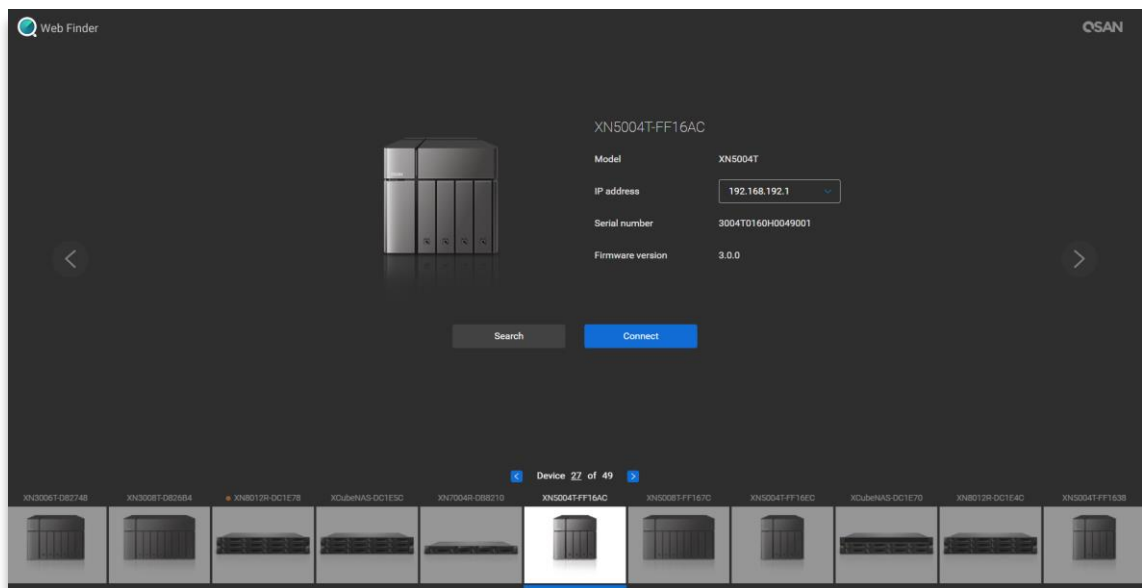 Web Finder
QSAN
XN5004T-FF16AC
Model XN5004T
IP address 192.168.192.1
Serial number 3004T0160H0049001
Firmware version 3.0.0
Search Connect
Device 27 of 49
XN3006T-D82748 XN3008T-D826B4 XN8012R-DC1E78 XCubeNAS-DC1E5C XN7004R-DB8210 XN5004T-FF16AC XN5008T-FF167C XN5004T-FF16EC XCubeNAS-DC1E70 XN8012R-DC1E4C XN5004T-FF1638